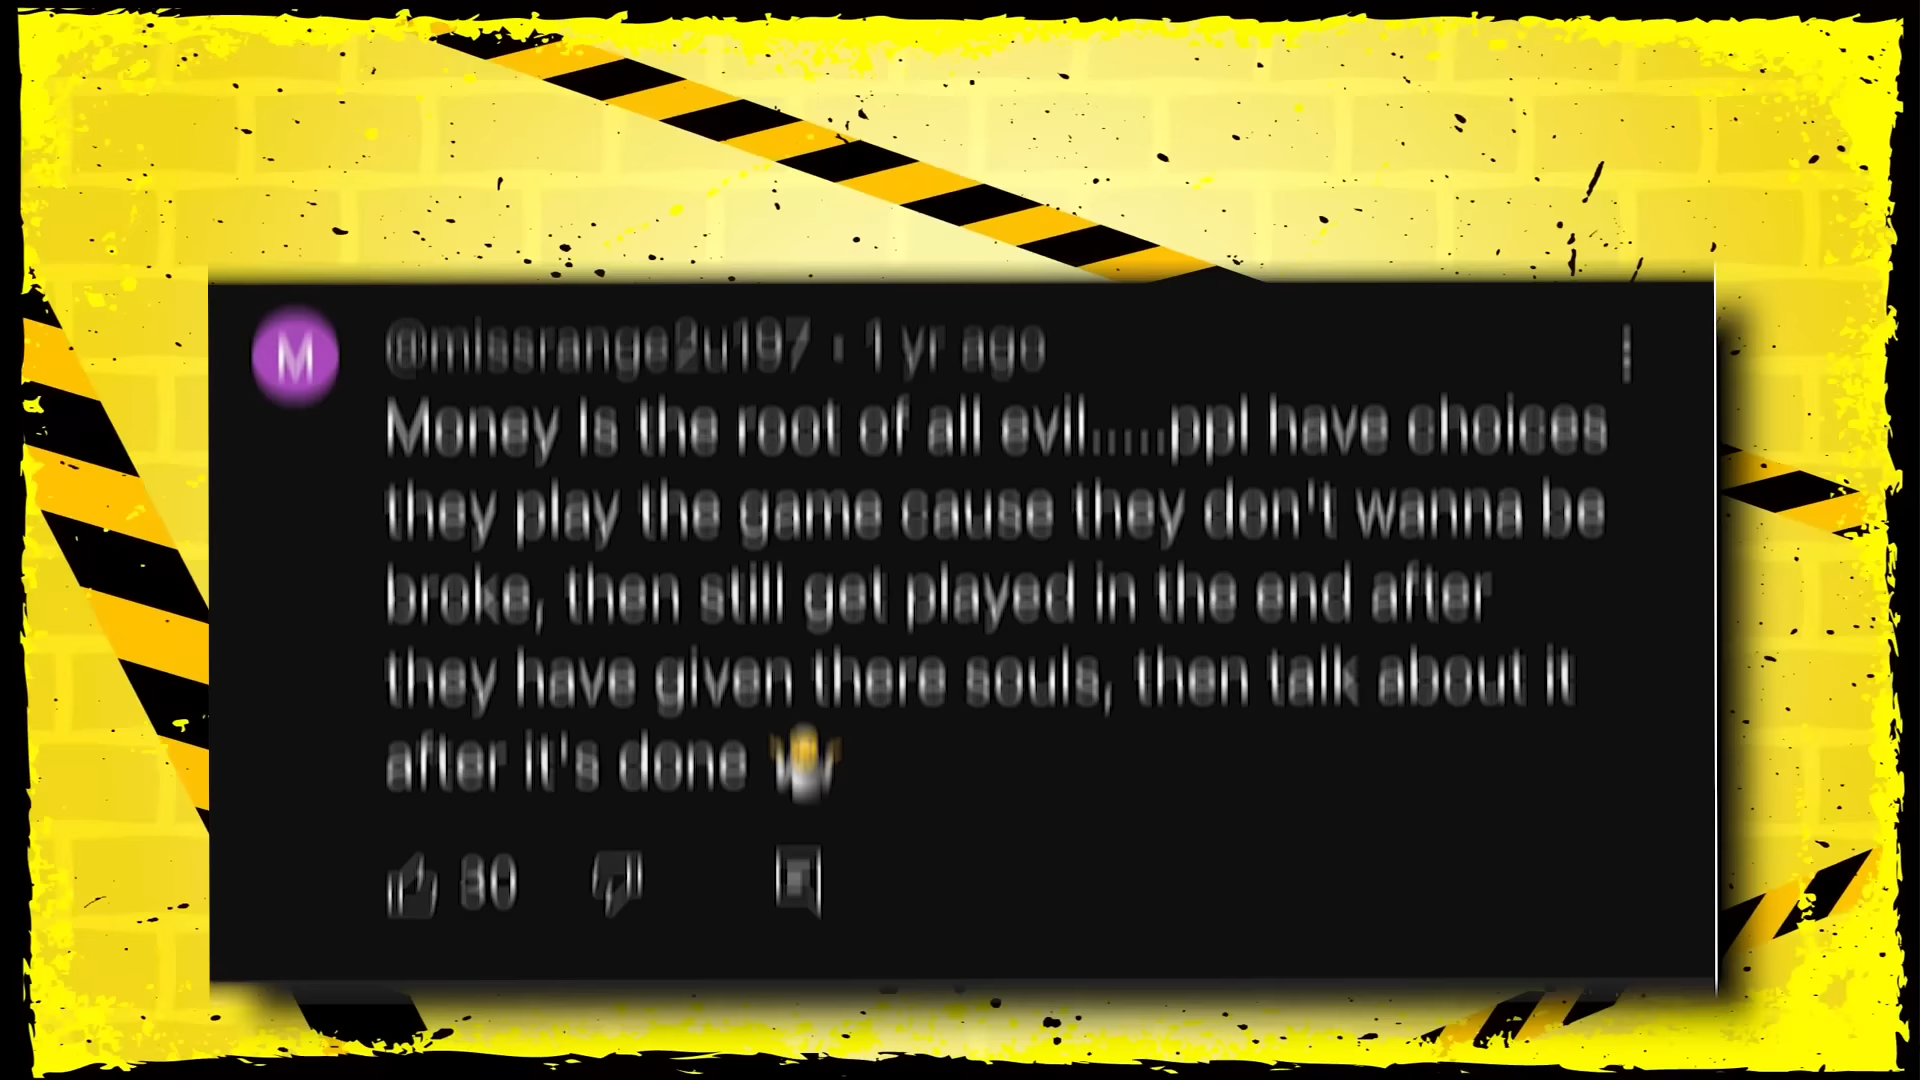 M
@missrange2u197 · 1 yr ago
Money is the root of all evil.....ppl have choices
they play the game cause they don't wanna be
broke, then still get played in the end after
they have given there souls, then talk about it
after it's done 🤷
30